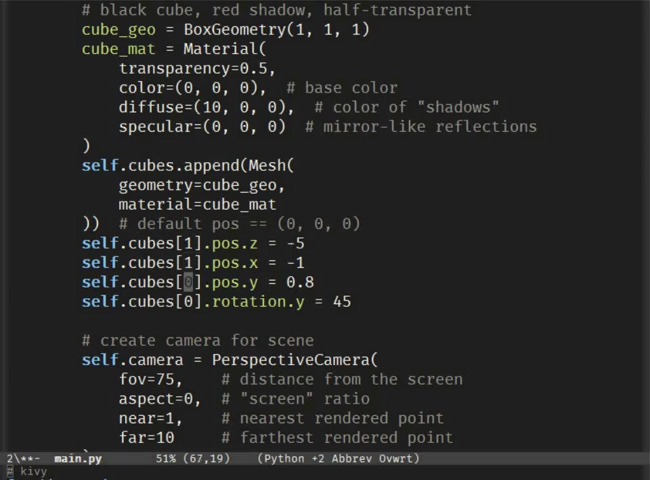 # black cube, red shadow, half-transparent
cube_geo = BoxGeometry(1, 1, 1)
cube_mat = Material(
transparency=0.5,
color=(0, 0, 0),  # base color
diffuse=(10, 0, 0),  # color of "shadows"
specular=(0, 0, 0)  # mirror-like reflections
)
self.cubes.append(Mesh(
geometry=cube_geo,
material=cube_mat
))  # default pos == (0, 0, 0)
self.cubes[1].pos.z = -5
self.cubes[1].pos.x = -1
self.cubes[0].pos.y = 0.8
self.cubes[0].rotation.y = 45
# create camera for scene
self.camera = PerspectiveCamera(
fov=75,    # distance from the screen
aspect=0,  # "screen" ratio
near=1,    # nearest rendered point
far=10     # farthest rendered point
2\**-  main.py      51% (67,19)    (Python +2 Abbrev Ovwrt)
# kivy